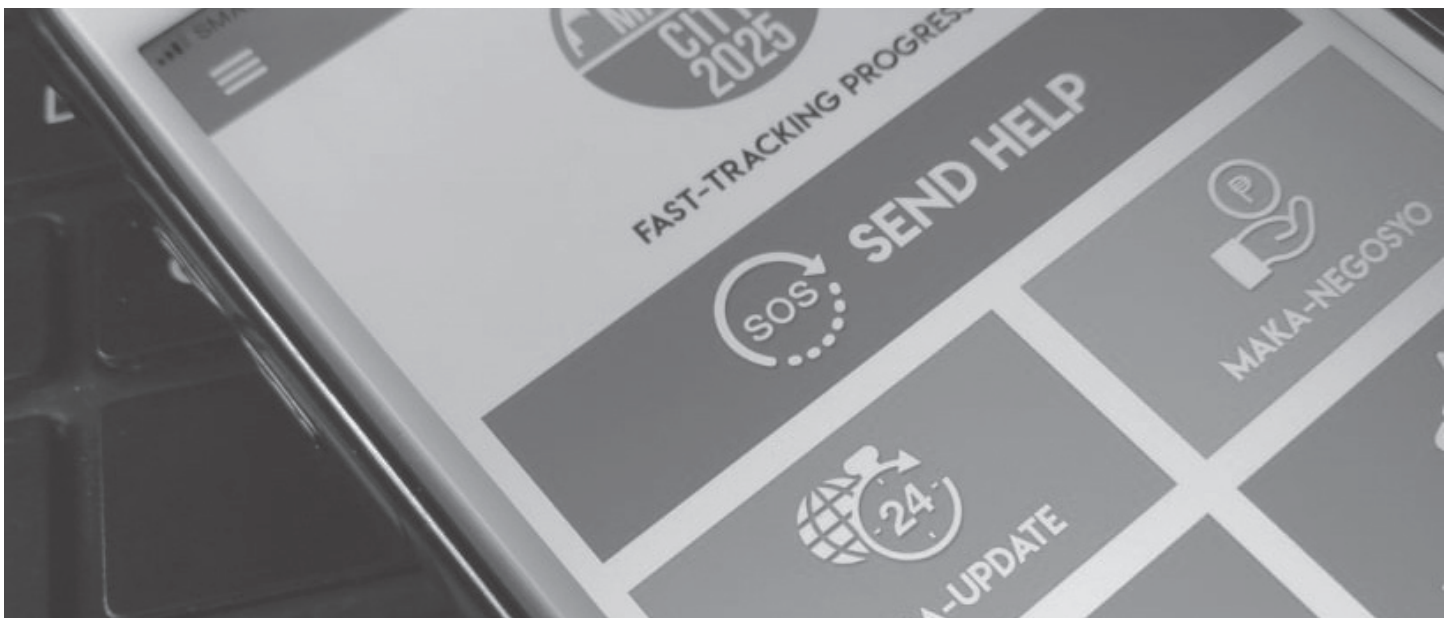 CITY
2025
FAST-TRACKING PROGRESS
SOS
SEND HELP
₱
MAKA-NEGOSYO
24
-UPDATE